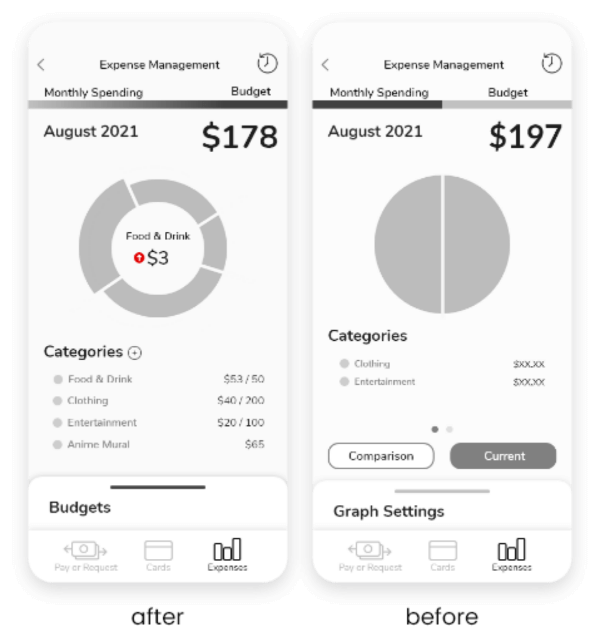 Expense Management
Monthly Spending Budget
August 2021 $178
Food & Drink
$3
Categories
Food & Drink $53 / 50
Clothing $40 / 200
Entertainment $20 / 100
Anime Mural $65
Budgets
Pay or Request Cards Expenses
after
Expense Management
Monthly Spending Budget
August 2021 $197
Categories
Clothing $XX.XX
Entertainment $XX.XX
Comparison Current
Graph Settings
Pay or Request Cards Expenses
before